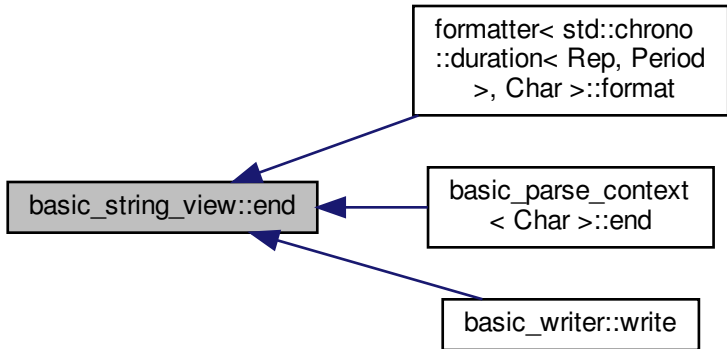 formatter< std::chrono
::duration< Rep, Period
>, Char >::format
basic_string_view::end
basic_parse_context
< Char >::end
basic_writer::write